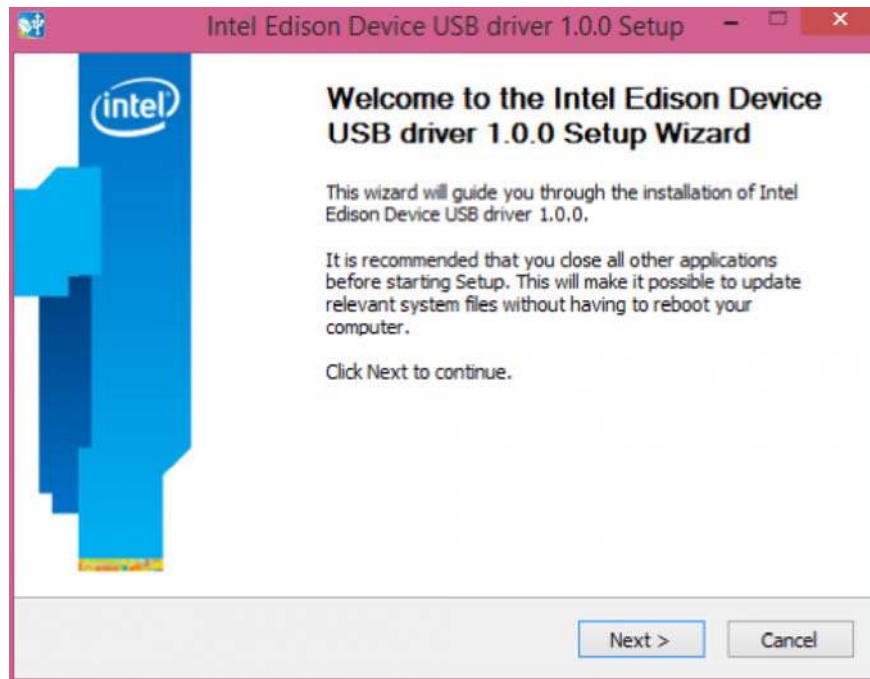 Intel Edison Device USB driver 1.0.0 Setup
intel
Welcome to the Intel Edison Device
USB driver 1.0.0 Setup Wizard
This wizard will guide you through the installation of Intel
Edison Device USB driver 1.0.0.
It is recommended that you close all other applications
before starting Setup. This will make it possible to update
relevant system files without having to reboot your
computer.
Click Next to continue.
Next >
Cancel